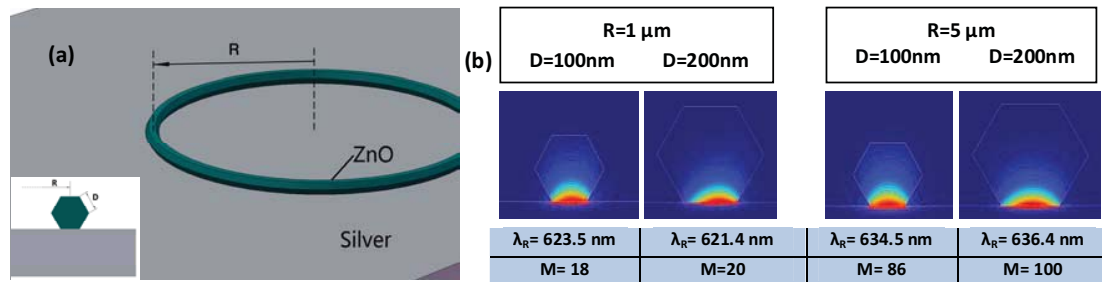 (a)
R
ZnO
Silver
R
D
(b)
R=1 µm
D=100nm D=200nm
R=5 µm
D=100nm D=200nm
λR= 623.5 nm λR= 621.4 nm λR= 634.5 nm λR= 636.4 nm
M= 18 M=20 M= 86 M= 100